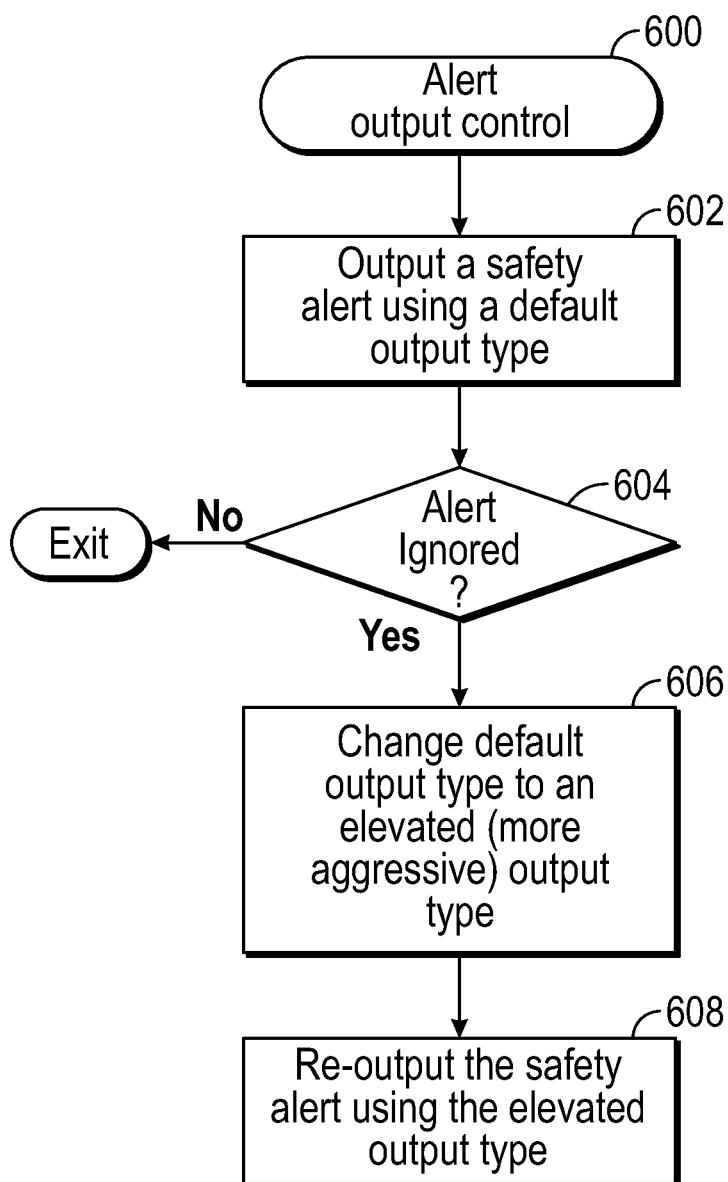 600
Alert
output control
602
Output a safety
alert using a default
output type
604
Alert
Ignored
?
No
Exit
Yes
606
Change default
output type to an
elevated (more
aggressive) output
type
608
Re-output the safety
alert using the elevated
output type